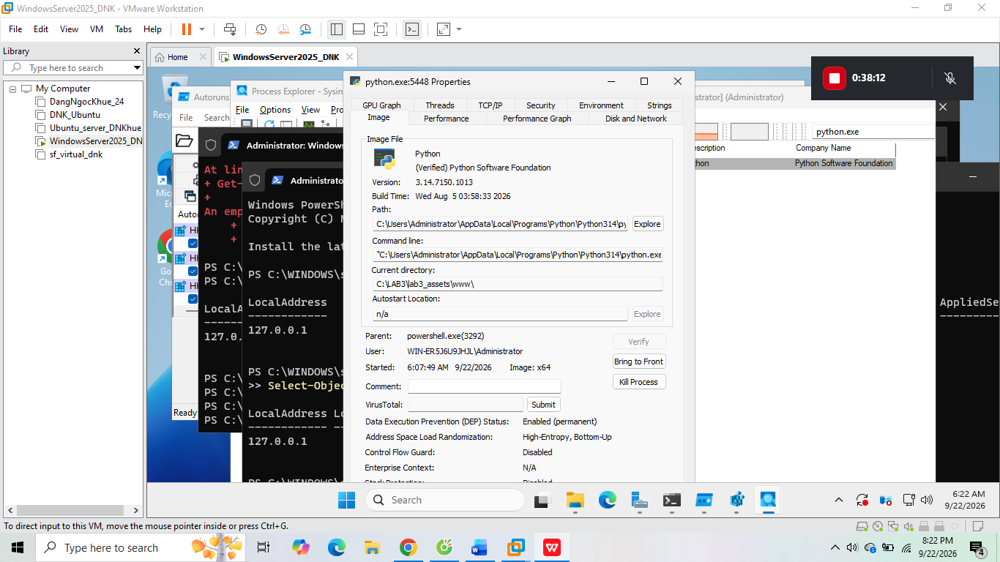 WindowsServer2025_DNK - VMware Workstation
File Edit View VM Tabs Help
Library
Type here to search
My Computer
DangNgocKhue_24
DNK_Ubuntu
Ubuntu_server_DNKhue
WindowsServer2025_DN
sf_virtual_dnk
Home
WindowsServer2025_DNK
0:38:12
Recy
Mic
Ed
Go
Chr
Autoruns
File Search
Autor
Ready
Process Explorer - Sysin
strator] (Administrator)
File Options View Pro
python.exe
escription Company Name
thon Python Software Foundation
Administrator: Windows
At lin
+ Get-
+
An emp
+
+
PS C:\
PS C:\
LocalA
------
127.0.
PS C:\
PS C:\
PS C:\
PS C:\
Administrato
Windows PowerSh
Copyright (C) M
Install the lat
PS C:\WINDOWS\s
LocalAddress
------------
127.0.0.1
PS C:\WINDOWS\s
>> Select-Objec
LocalAddress Lo
------------ --
127.0.0.1
PS C:\WINDOWS\s
AppliedSe
---------
python.exe:5448 Properties
GPU Graph Threads TCP/IP Security Environment Strings
Image Performance Performance Graph Disk and Network
Image File
Python
(Verified) Python Software Foundation
Version: 3.14.7150.1013
Build Time: Wed Aug 5 03:58:33 2026
Path:
C:\Users\Administrator\AppData\Local\Programs\Python\Python314\py Explore
Command line:
"C:\Users\Administrator\AppData\Local\Programs\Python\Python314\python.exe
Current directory:
C:\LAB3\lab3_assets\www\
Autostart Location:
n/a Explore
Parent: powershell.exe(3292) Verify
User: WIN-ER5J6U9JHJL\Administrator
Bring to Front
Started: 6:07:49 AM 9/22/2026 Image: x64
Comment: Kill Process
VirusTotal: Submit
Data Execution Prevention (DEP) Status: Enabled (permanent)
Address Space Load Randomization: High-Entropy, Bottom-Up
Control Flow Guard: Disabled
Enterprise Context: N/A
Stack Protection: Disabled
Search
6:22 AM
9/22/2026
To direct input to this VM, move the mouse pointer inside or press Ctrl+G.
Type here to search
8:22 PM
9/22/2026
4